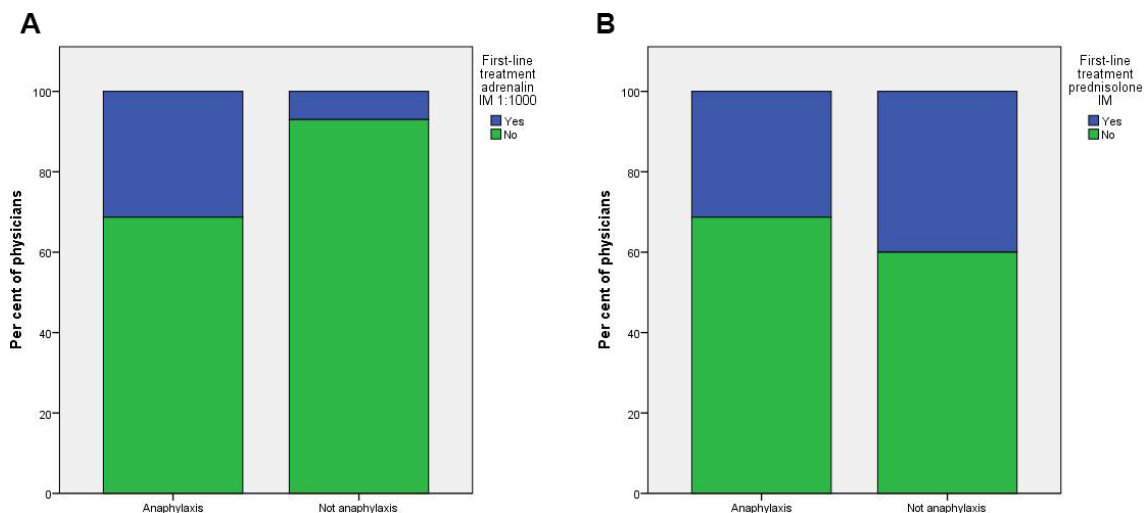 A
Per cent of physicians
100
80
60
40
20
0
Anaphylaxis
Not anaphylaxis
First-line
treatment
adrenalin
IM 1:1000
Yes
No
B
Per cent of physicians
100
80
60
40
20
0
Anaphylaxis
Not anaphylaxis
First-line
treatment
prednisolone
IM
Yes
No